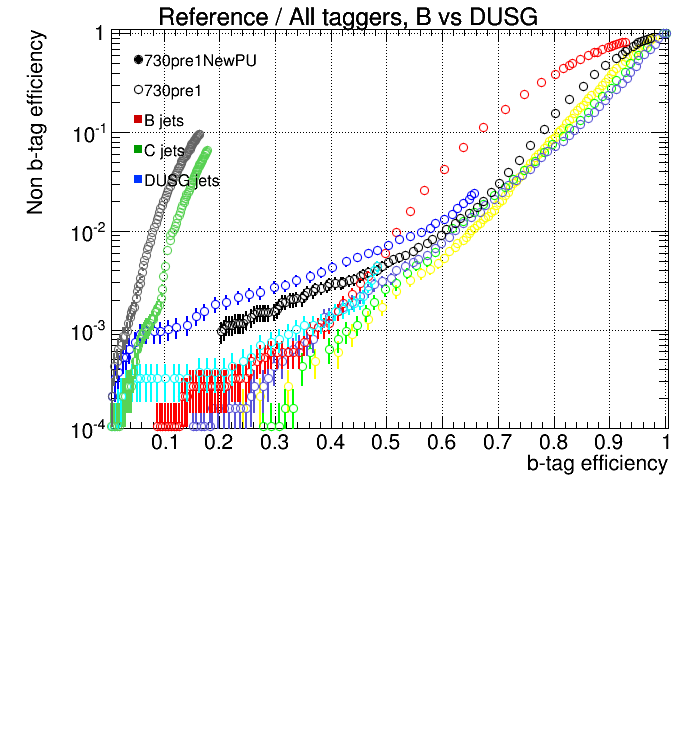 Reference / All taggers, B vs DUSG
Non b-tag efficiency
1
10-1
10-2
10-3
10-4
730pre1NewPU
730pre1
B jets
C jets
DUSG jets
0.1 0.2 0.3 0.4 0.5 0.6 0.7 0.8 0.9 1
b-tag efficiency